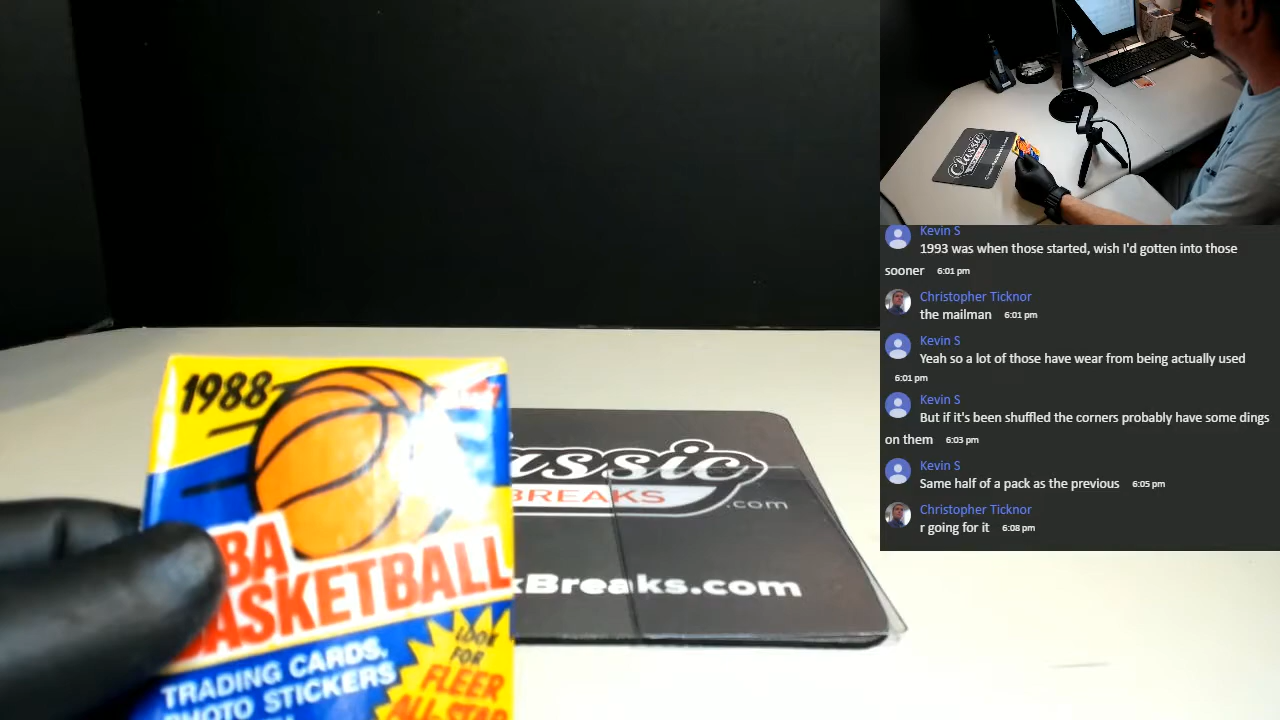 1988
BA
ASKETBALL
TRADING CARDS,
PHOTO STICKERS
LOOK
FOR
FLEER
ALL-STAR
assic
BREAKS
.com
kBreaks.com
Classic
Kevin S
1993 was when those started, wish I'd gotten into those
sooner 6:01 pm
Christopher Ticknor
the mailman 6:01 pm
Kevin S
Yeah so a lot of those have wear from being actually used
6:01 pm
Kevin S
But if it's been shuffled the corners probably have some dings
on them 6:03 pm
Kevin S
Same half of a pack as the previous 6:05 pm
Christopher Ticknor
r going for it 6:08 pm